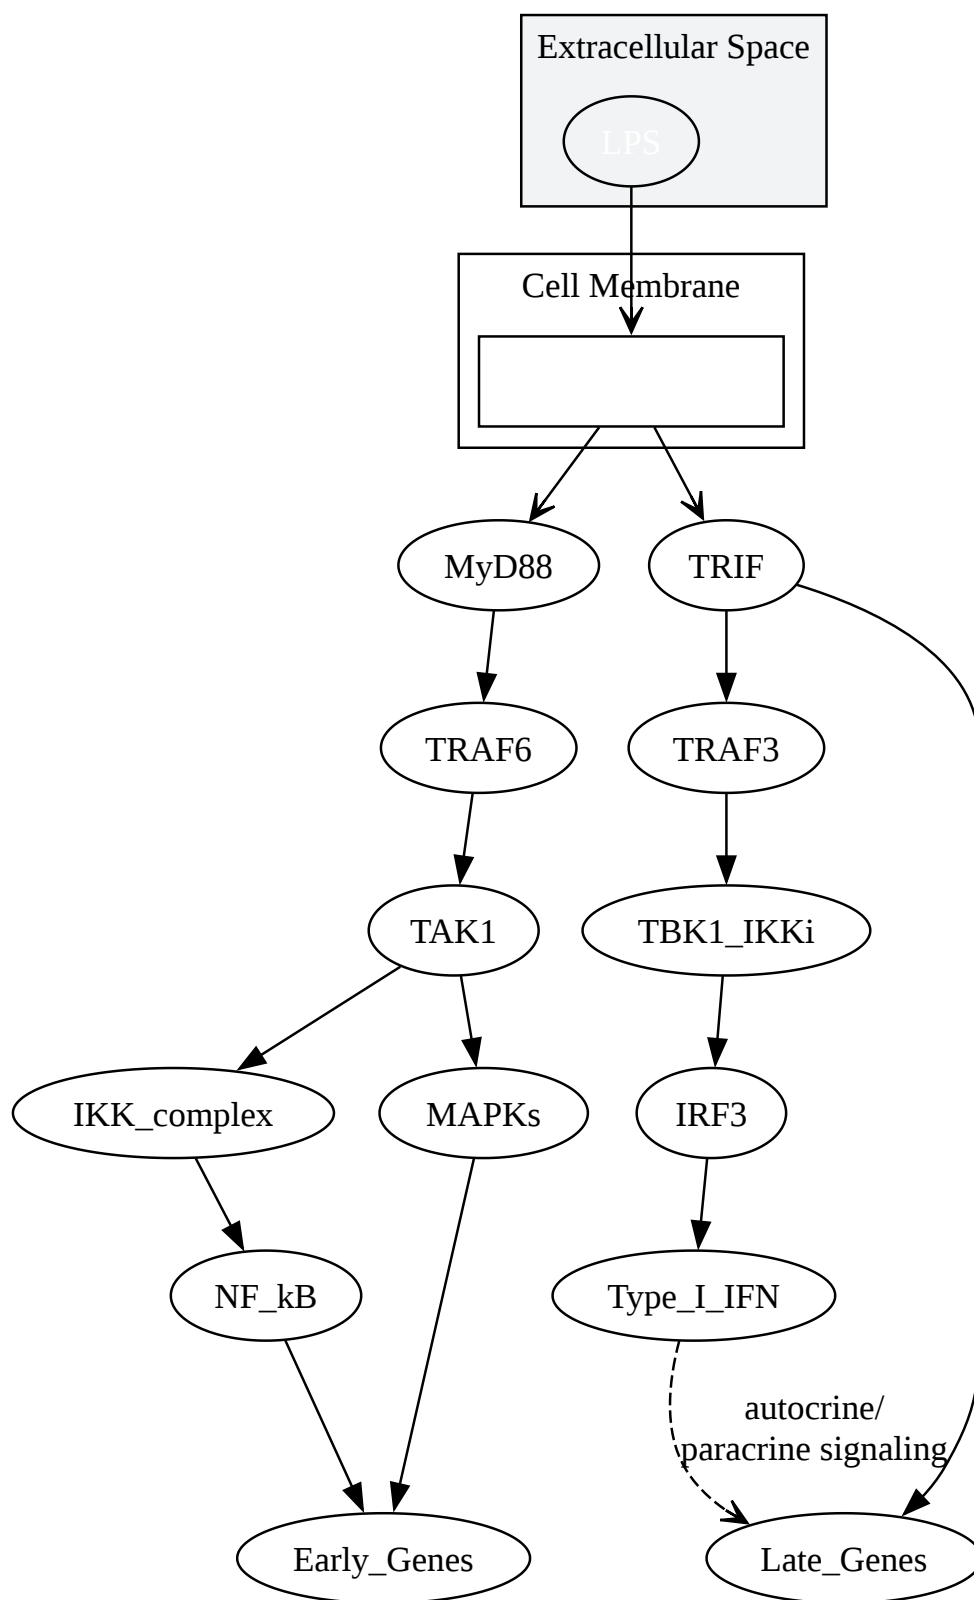 Extracellular Space
LPS
Cell Membrane
MyD88
TRIF
TRAF6
TRAF3
TAK1
TBK1_IKKi
IKK_complex
MAPKs
IRF3
NF_kB
Type_I_IFN
autocrine/
paracrine signaling
Early_Genes
Late_Genes